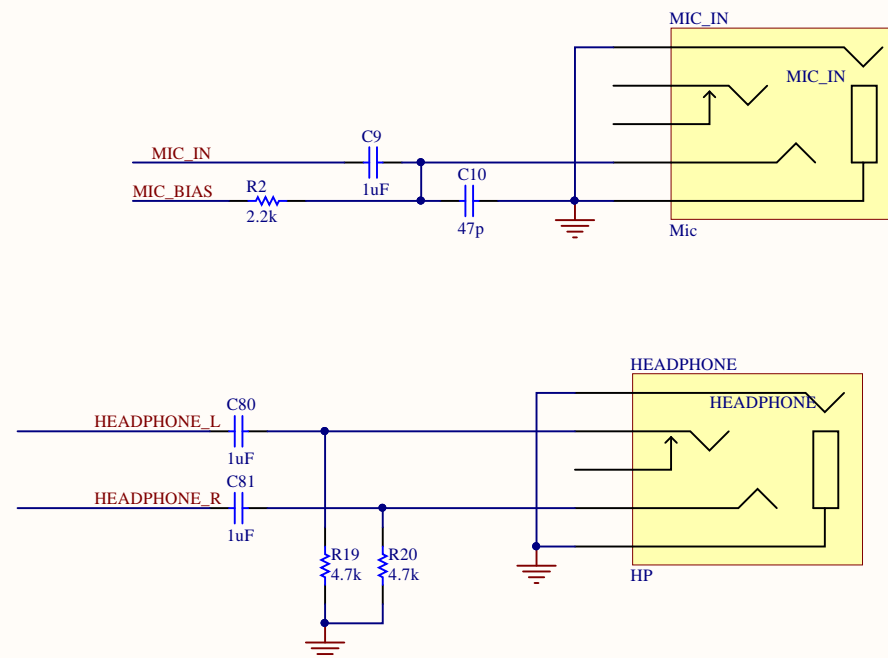 MIC_IN
MIC_IN
C9
MIC_IN
1uF
C10
MIC_BIAS
R2
2.2k
47p
Mic
HEADPHONE
HEADPHONE
C80
HEADPHONE_L
1uF
C81
HEADPHONE_R
1uF
R19
4.7k
R20
4.7k
HP